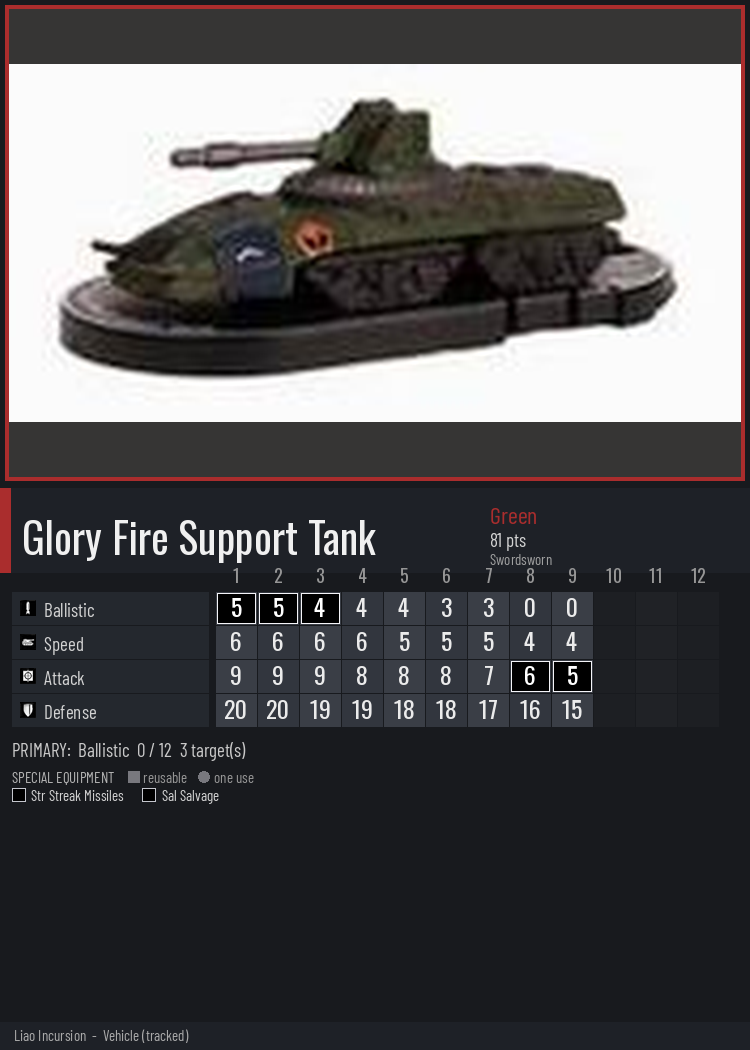 Glory Fire Support Tank
Green
81 pts
Swordsworn
1 2 3 4 5 6 7 8 9 10 11 12
Ballistic 5 5 4 4 4 3 3 0 0
Speed 6 6 6 6 5 5 5 4 4
Attack 9 9 9 8 8 8 7 6 5
Defense 20 20 19 19 18 18 17 16 15
PRIMARY: Ballistic 0 / 12 3 target(s)
SPECIAL EQUIPMENT reusable one use
Str Streak Missiles Sal Salvage
Liao Incursion - Vehicle (tracked)